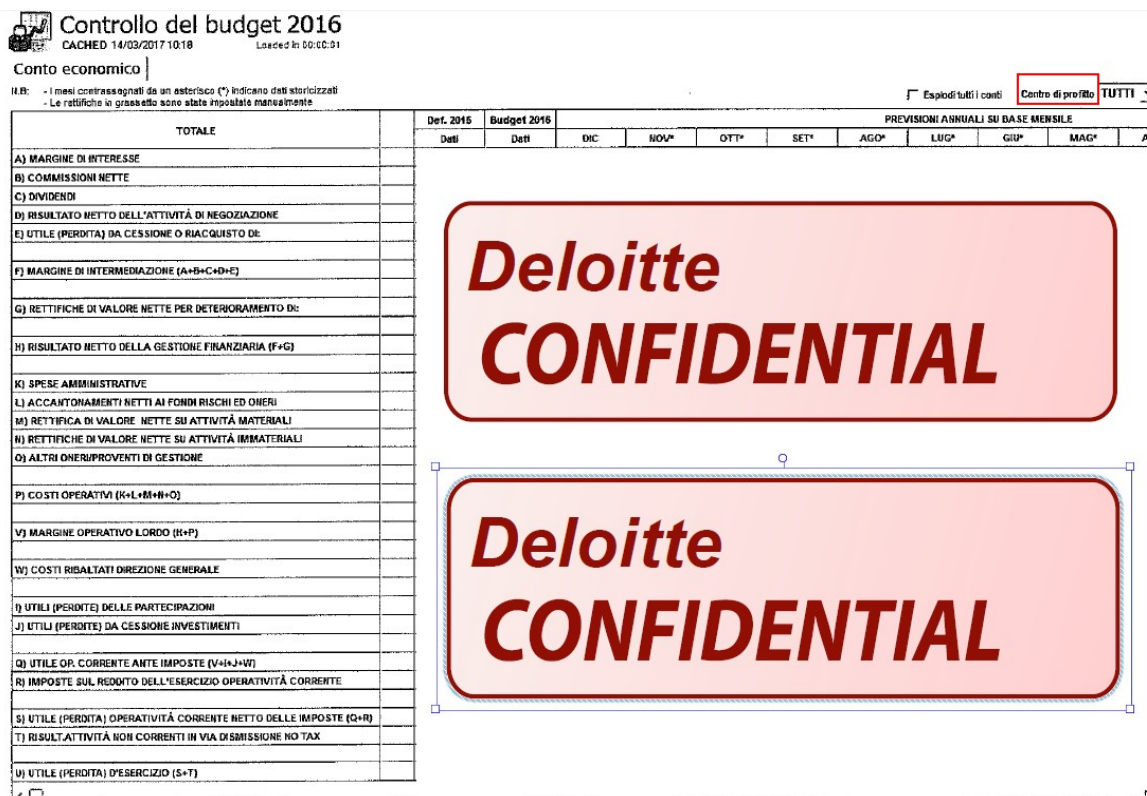 Controllo del budget 2016
CACHED 14/03/2017 10:18 Loaded in 00:00:01
Conto economico
N.B: - I mesi contrassegnati da un asterisco (*) indicano dati storicizzati
- Le rettifiche in grassetto sono state impostate manualmente
Esplodi tutti i conti Centro di profitto TUTTI
TOTALE
Def. 2015 Budget 2016 PREVISIONI ANNUALI SU BASE MENSILE
Dati Dati DIC NOV* OTT* SET* AGO* LUG* GIU* MAG* A
A) MARGINE DI INTERESSE
B) COMMISSIONI NETTE
C) DIVIDENDI
D) RISULTATO NETTO DELL'ATTIVITÀ DI NEGOZIAZIONE
E) UTILE (PERDITA) DA CESSIONE O RIACQUISTO DI:
F) MARGINE DI INTERMEDIAZIONE (A+B+C+D+E)
G) RETTIFICHE DI VALORE NETTE PER DETERIORAMENTO DI:
H) RISULTATO NETTO DELLA GESTIONE FINANZIARIA (F+G)
K) SPESE AMMINISTRATIVE
L) ACCANTONAMENTI NETTI AI FONDI RISCHI ED ONERI
M) RETTIFICA DI VALORE NETTE SU ATTIVITÀ MATERIALI
N) RETTIFICHE DI VALORE NETTE SU ATTIVITÀ IMMATERIALI
O) ALTRI ONERI/PROVENTI DI GESTIONE
P) COSTI OPERATIVI (K+L+M+N+O)
V) MARGINE OPERATIVO LORDO (H+P)
W) COSTI RIBALTATI DIREZIONE GENERALE
I) UTILI (PERDITE) DELLE PARTECIPAZIONI
J) UTILI (PERDITE) DA CESSIONE INVESTIMENTI
Q) UTILE OP. CORRENTE ANTE IMPOSTE (V+I+J+W)
R) IMPOSTE SUL REDDITO DELL'ESERCIZIO OPERATIVITÀ CORRENTE
S) UTILE (PERDITA) OPERATIVITÀ CORRENTE NETTO DELLE IMPOSTE (Q+R)
T) RISULT.ATTIVITÀ NON CORRENTI IN VIA DISMISSIONE NO TAX
U) UTILE (PERDITA) D'ESERCIZIO (S+T)
Deloitte
CONFIDENTIAL
Deloitte
CONFIDENTIAL